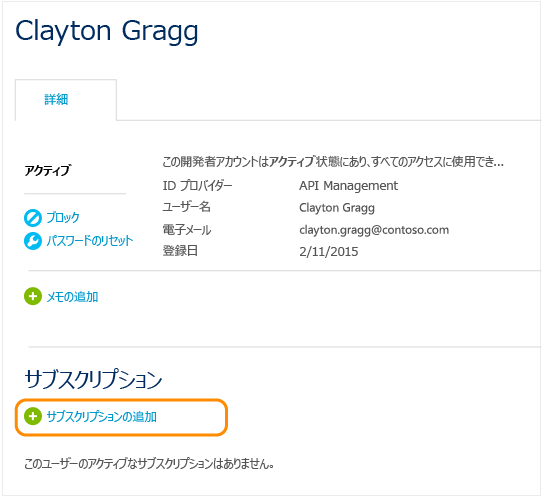 Clayton Gragg
詳細
アクティブ
この開発者アカウントはアクティブ状態にあり、すべてのアクセスに使用でき...
ID プロバイダー API Management
ユーザー名 Clayton Gragg
電子メール clayton.gragg@contoso.com
登録日 2/11/2015
ブロック
パスワードのリセット
メモの追加
サブスクリプション
サブスクリプションの追加
このユーザーのアクティブなサブスクリプションはありません。